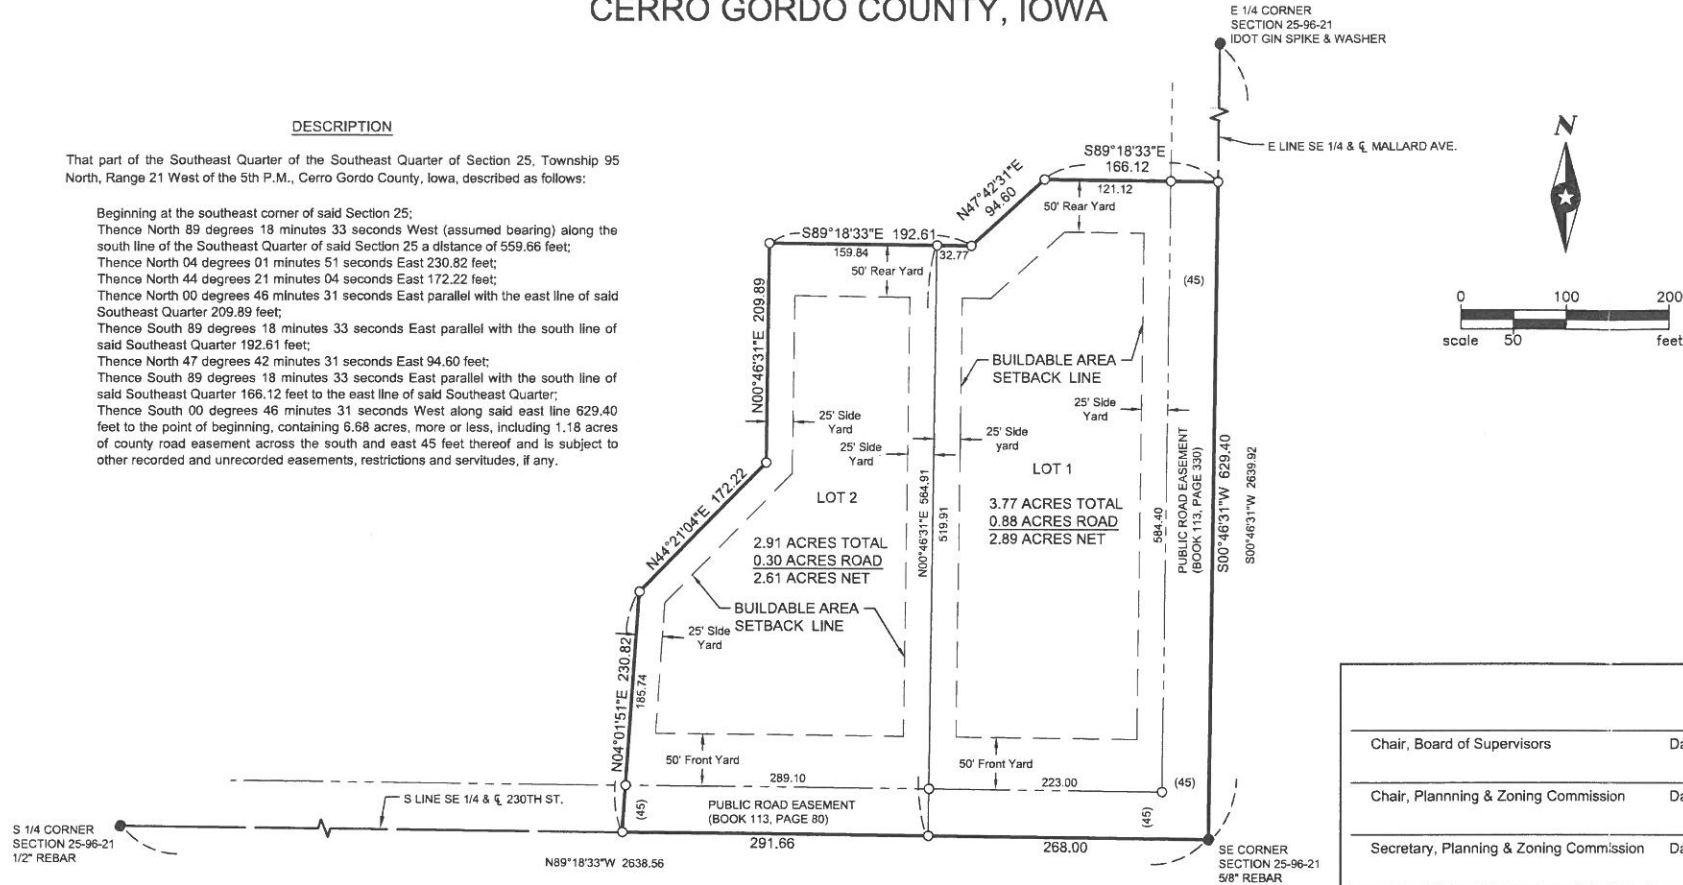 CERRO GORDO COUNTY, IOWA
E 1/4 CORNER
SECTION 25-96-21
IDOT GIN SPIKE & WASHER
DESCRIPTION
That part of the Southeast Quarter of the Southeast Quarter of Section 25, Township 95
North, Range 21 West of the 5th P.M., Cerro Gordo County, Iowa, described as follows:
Beginning at the southeast corner of said Section 25;
Thence North 89 degrees 18 minutes 33 seconds West (assumed bearing) along the
south line of the Southeast Quarter of said Section 25 a distance of 559.66 feet;
Thence North 04 degrees 01 minutes 51 seconds East 230.82 feet;
Thence North 44 degrees 21 minutes 04 seconds East 172.22 feet;
Thence North 00 degrees 46 minutes 31 seconds East parallel with the east line of said
Southeast Quarter 209.89 feet;
Thence South 89 degrees 18 minutes 33 seconds East parallel with the south line of
said Southeast Quarter 192.61 feet;
Thence North 47 degrees 42 minutes 31 seconds East 94.60 feet;
Thence South 89 degrees 18 minutes 33 seconds East parallel with the south line of
said Southeast Quarter 166.12 feet to the east line of said Southeast Quarter;
Thence South 00 degrees 46 minutes 31 seconds West along said east line 629.40
feet to the point of beginning, containing 6.68 acres, more or less, including 1.18 acres
of county road easement across the south and east 45 feet thereof and is subject to
other recorded and unrecorded easements, restrictions and servitudes, if any.
E LINE SE 1/4 & ℄ MALLARD AVE.
N
0 100 200
scale 50 feet
S89°18'33"E
166.12
121.12
N47°42'31"E
94.60
50' Rear Yard
S89°18'33"E 192.61
159.84
32.77
50' Rear Yard
(45)
N00°46'31"E 209.89
BUILDABLE AREA
SETBACK LINE
25' Side
Yard
25' Side
Yard
25' Side
Yard
25' Side
yard
LOT 1
3.77 ACRES TOTAL
0.88 ACRES ROAD
2.89 ACRES NET
N00°46'31"E 564.91
519.91
584.40
PUBLIC ROAD EASEMENT
(BOOK 113, PAGE 330)
S00°46'31"W 629.40
S00°46'31"W 2639.92
LOT 2
2.91 ACRES TOTAL
0.30 ACRES ROAD
2.61 ACRES NET
N44°21'04"E 172.22
BUILDABLE AREA
SETBACK LINE
25' Side
Yard
N04°01'51"E 230.82
185.74
50' Front Yard
50' Front Yard
289.10
223.00
(45)
(45)
(45)
S LINE SE 1/4 & ℄ 230TH ST.
PUBLIC ROAD EASEMENT
(BOOK 113, PAGE 80)
S 1/4 CORNER
SECTION 25-96-21
1/2" REBAR
291.66
268.00
N89°18'33"W 2638.56
SE CORNER
SECTION 25-96-21
5/8" REBAR
Chair, Board of Supervisors Da
Chair, Plannning & Zoning Commission Da
Secretary, Planning & Zoning Commission Da